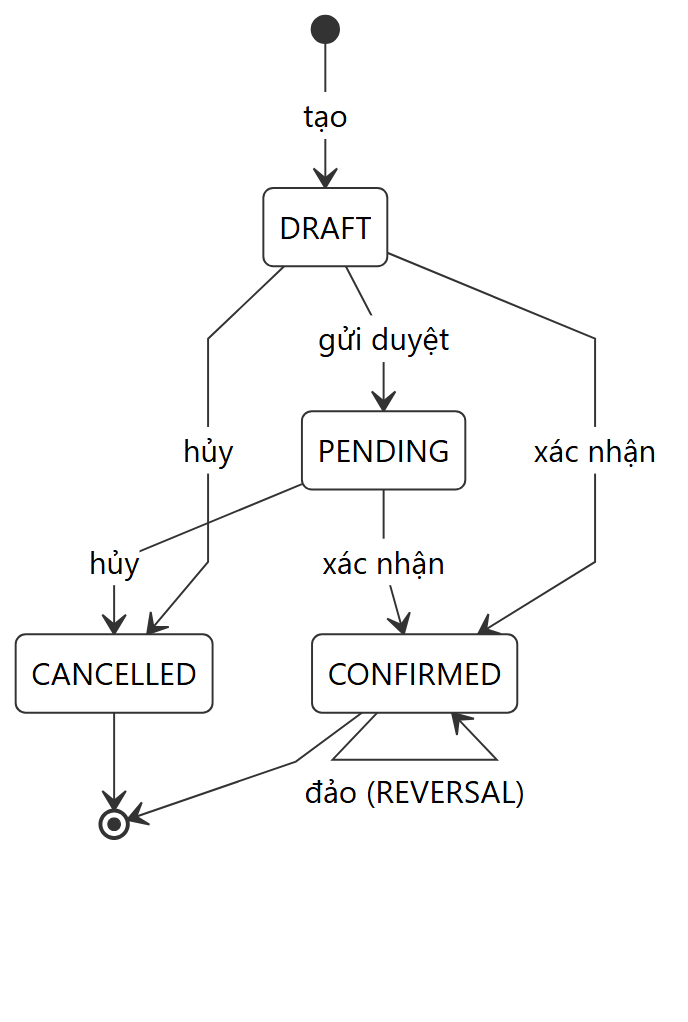 tạo
DRAFT
gửi duyệt
hủy
PENDING
xác nhận
hủy
xác nhận
CANCELLED
CONFIRMED
đảo (REVERSAL)